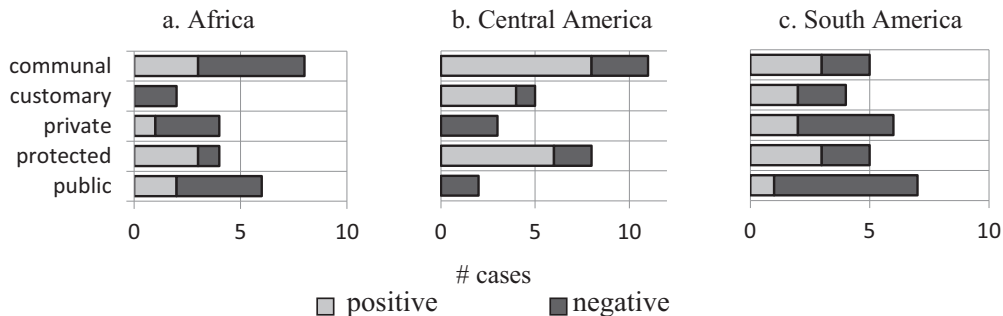 a. Africa
b. Central America
c. South America
communal
customary
private
protected
public
0 5 10
0 5 10
0 5 10
# cases
positive negative